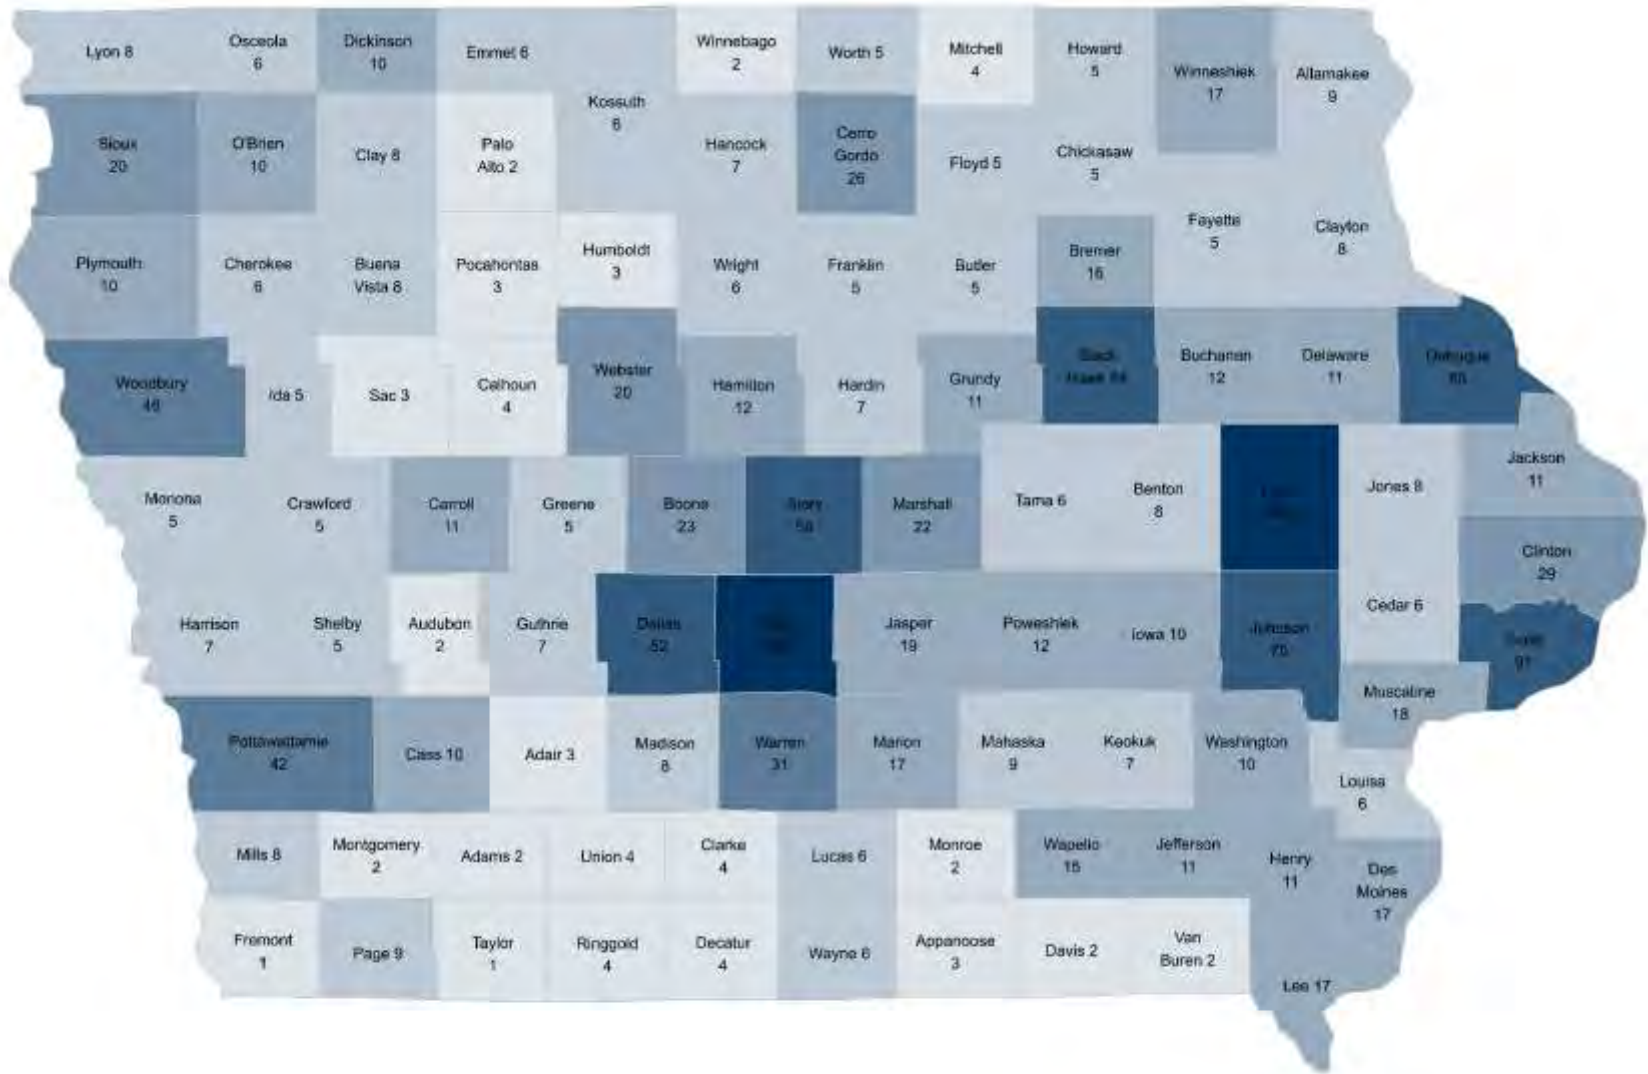 Lyon 8
Osceola
6
Dickinson
10
Emmet 6
Kossuth
6
Winnebago
2
Worth 5
Mitchell
4
Howard
5
Winneshiek
17
Allamakee
9
Sioux
20
O'Brien
10
Clay 8
Palo
Alto 2
Hancock
7
Cerro
Gordo
26
Floyd 5
Chickasaw
5
Fayette
5
Clayton
8
Plymouth
10
Cherokee
6
Buena
Vista 8
Pocahontas
3
Humboldt
3
Wright
6
Franklin
5
Butler
5
Bremer
16
Woodbury
46
Ida 5
Sac 3
Calhoun
4
Webster
20
Hamilton
12
Hardin
7
Grundy
11
Black
Hawk
Buchanan
12
Delaware
11
Dubuque
Jackson
11
Monona
5
Crawford
5
Carroll
11
Greene
5
Boone
23
Story
Marshall
22
Tama 6
Benton
8
Jones 8
Clinton
29
Harrison
7
Shelby
5
Audubon
2
Guthrie
7
Dallas
52
Jasper
19
Poweshiek
12
Iowa 10
Johnson
75
Cedar 6
Scott
91
Muscatine
18
Pottawattamie
42
Cass 10
Adair 3
Madison
8
Warren
31
Marion
17
Mahaska
9
Keokuk
7
Washington
10
Louisa
6
Mills 8
Montgomery
2
Adams 2
Union 4
Clarke
4
Lucas 6
Monroe
2
Wapello
15
Jefferson
11
Henry
11
Des
Moines
17
Fremont
1
Page 9
Taylor
1
Ringgold
4
Decatur
4
Wayne 6
Appanoose
3
Davis 2
Van
Buren 2
Lee 17